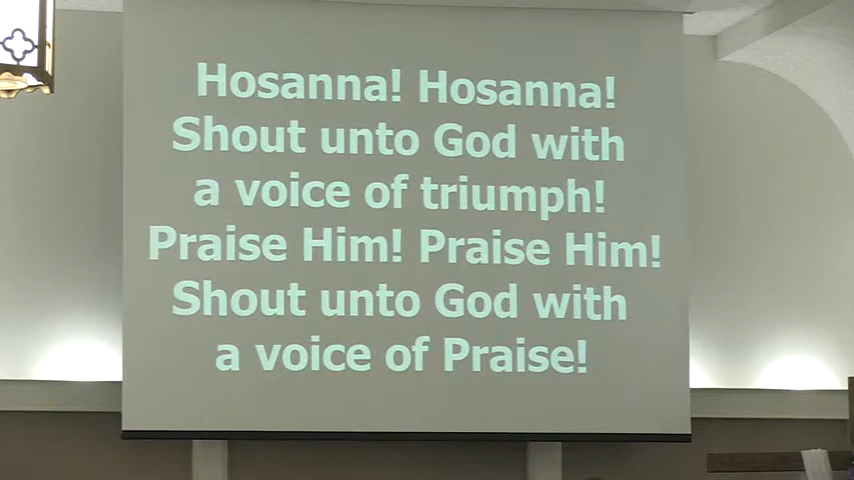 Hosanna! Hosanna!
Shout unto God with
a voice of triumph!
Praise Him! Praise Him!
Shout unto God with
a voice of Praise!